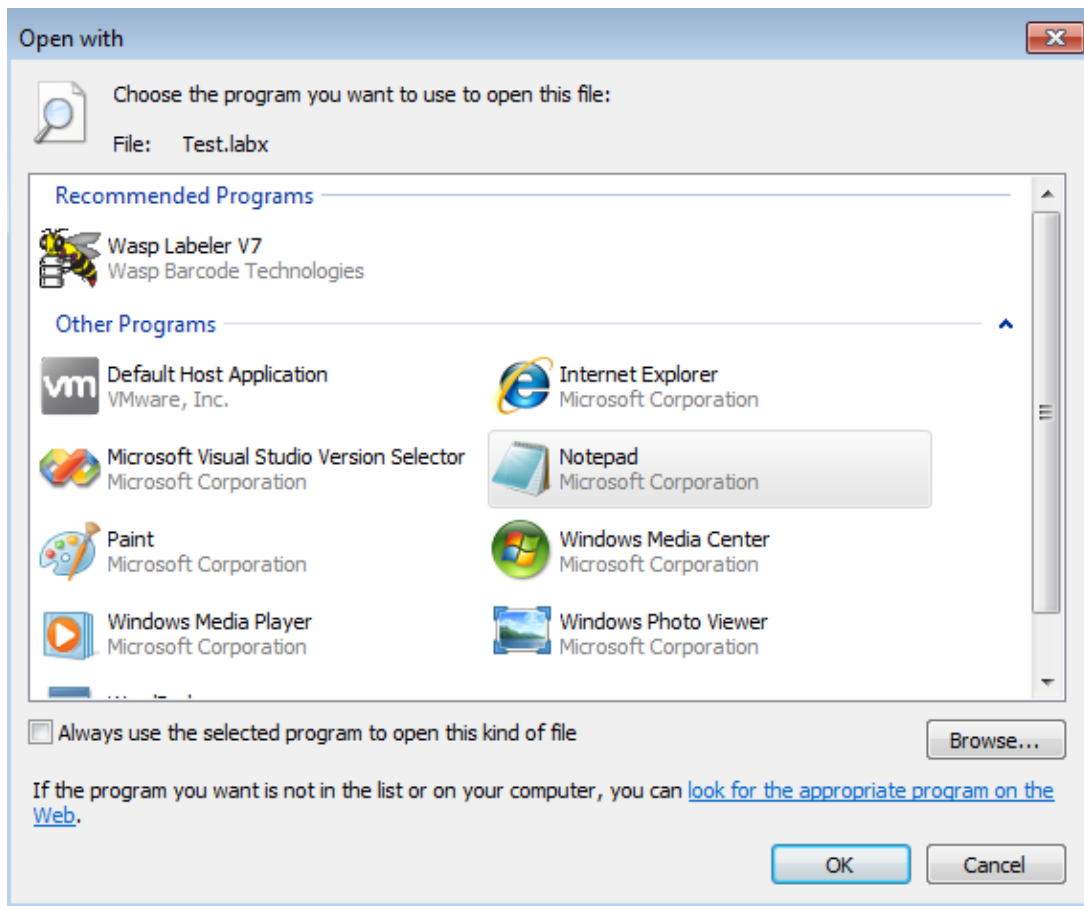 Open with
Choose the program you want to use to open this file:
File: Test.labx
Recommended Programs
Wasp Labeler V7
Wasp Barcode Technologies
Other Programs
vm
Default Host Application
VMware, Inc.
Internet Explorer
Microsoft Corporation
Microsoft Visual Studio Version Selector
Microsoft Corporation
Notepad
Microsoft Corporation
Paint
Microsoft Corporation
Windows Media Center
Microsoft Corporation
Windows Media Player
Microsoft Corporation
Windows Photo Viewer
Microsoft Corporation
Always use the selected program to open this kind of file
Browse...
If the program you want is not in the list or on your computer, you can look for the appropriate program on the
Web.
OK
Cancel